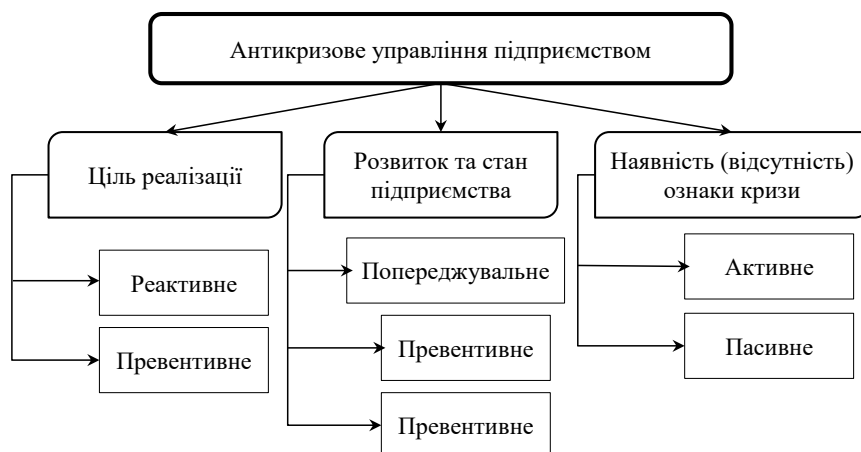 Антикризове управління підприємством
Ціль реалізації
Розвиток та стан
підприємства
Наявність (відсутність)
ознаки кризи
Реактивне
Превентивне
Попереджувальне
Превентивне
Превентивне
Активне
Пасивне